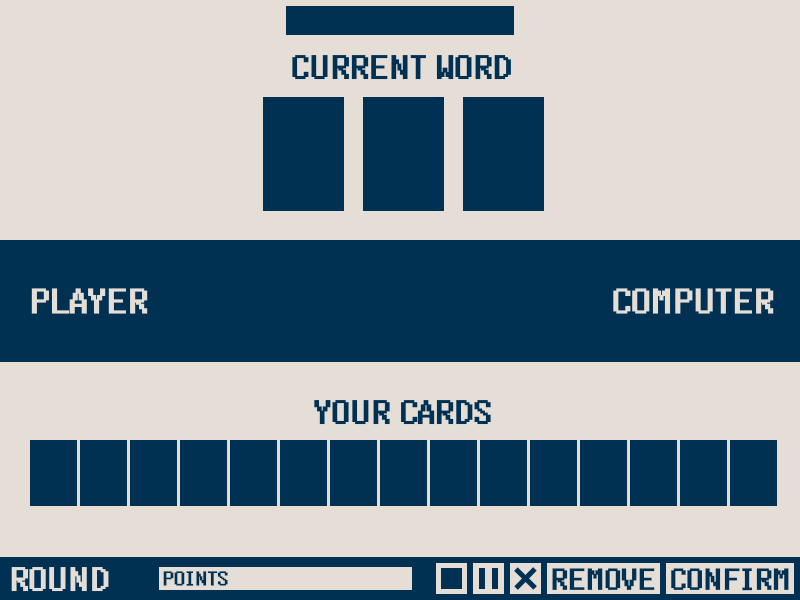 CURRENT WORD
PLAYER COMPUTER
YOUR CARDS
ROUND POINTS REMOVE CONFIRM